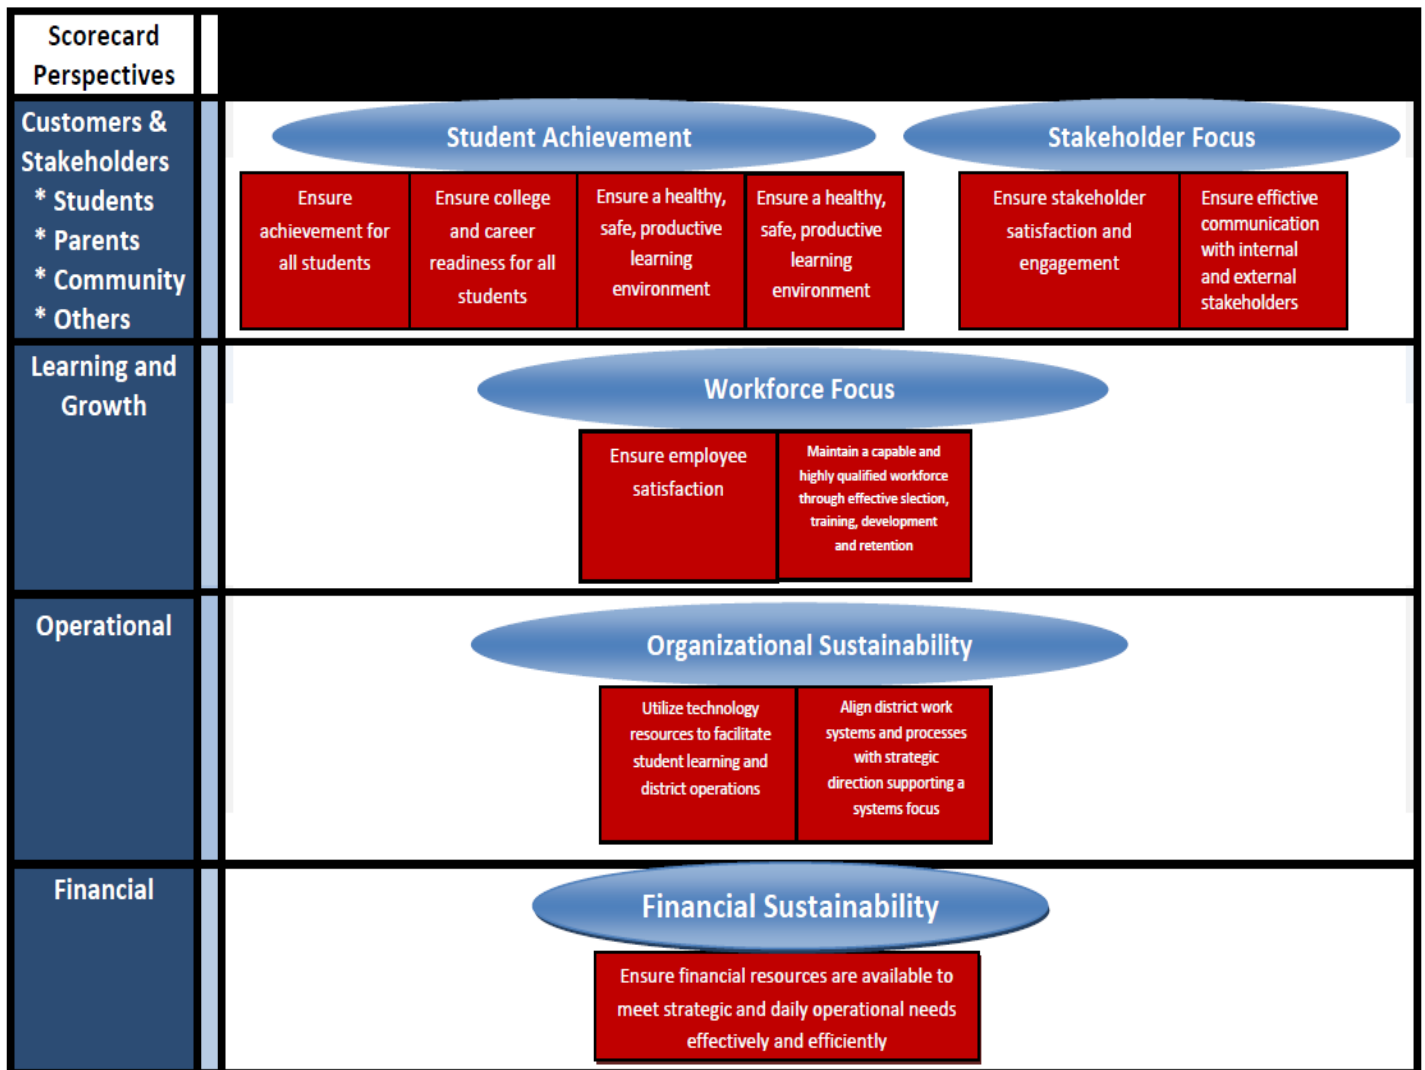 Scorecard
Perspectives
Customers &
Stakeholders
* Students
* Parents
* Community
* Others
Student Achievement
Ensure
achievement for
all students
Ensure college
and career
readiness for all
students
Ensure a healthy,
safe, productive
learning
environment
Ensure a healthy,
safe, productive
learning
environment
Stakeholder Focus
Ensure stakeholder
satisfaction and
engagement
Ensure effictive
communication
with internal
and external
stakeholders
Learning and
Growth
Workforce Focus
Ensure employee
satisfaction
Maintain a capable and
highly qualified workforce
through effective slection,
training, development
and retention
Operational
Organizational Sustainability
Utilize technology
resources to facilitate
student learning and
district operations
Align district work
systems and processes
with strategic
direction supporting a
systems focus
Financial
Financial Sustainability
Ensure financial resources are available to
meet strategic and daily operational needs
effectively and efficiently